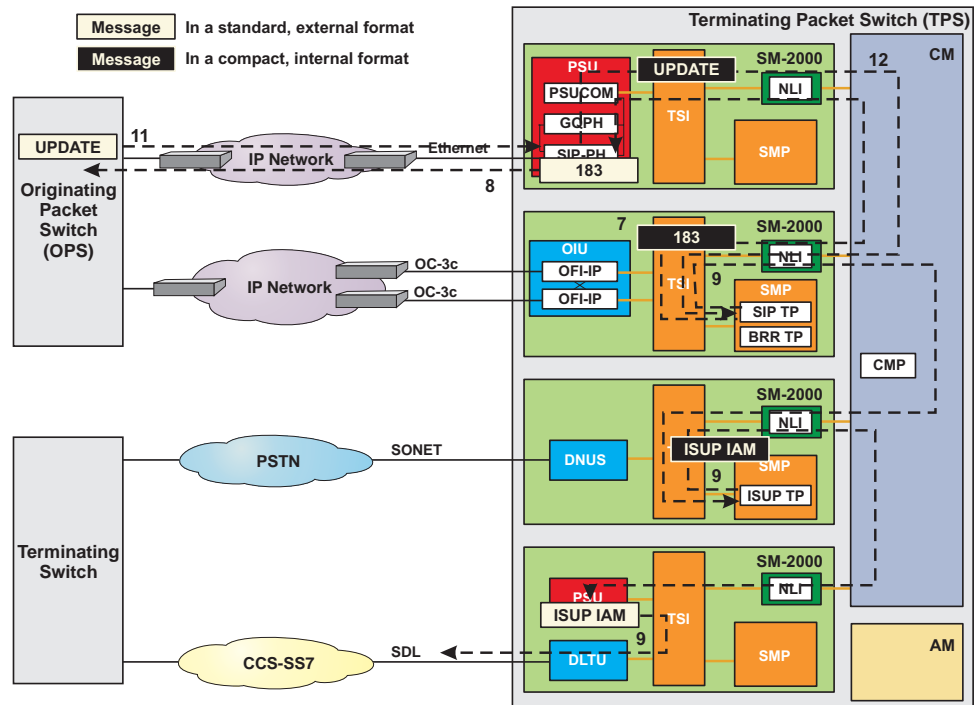 Message In a standard, external format
Message In a compact, internal format
Terminating Packet Switch (TPS)
SM-2000
12
CM
PSU
UPDATE
PSUCOM
NLI
TSI
GQPH
SIP-PH
SMP
183
UPDATE
11
IP Network
Ethernet
8
Originating
Packet
Switch
(OPS)
7
SM-2000
183
OIU
NLI
OFI-IP
OFI-IP
TSI
9
SMP
SIP TP
BRR TP
OC-3c
IP Network
OC-3c
CMP
SM-2000
NLI
ISUP IAM
DNUS
SMP
9
ISUP TP
PSTN
SONET
Terminating
Switch
SM-2000
PSU
NLI
ISUP IAM
TSI
9
DLTU
SMP
CCS-SS7
SDL
AM